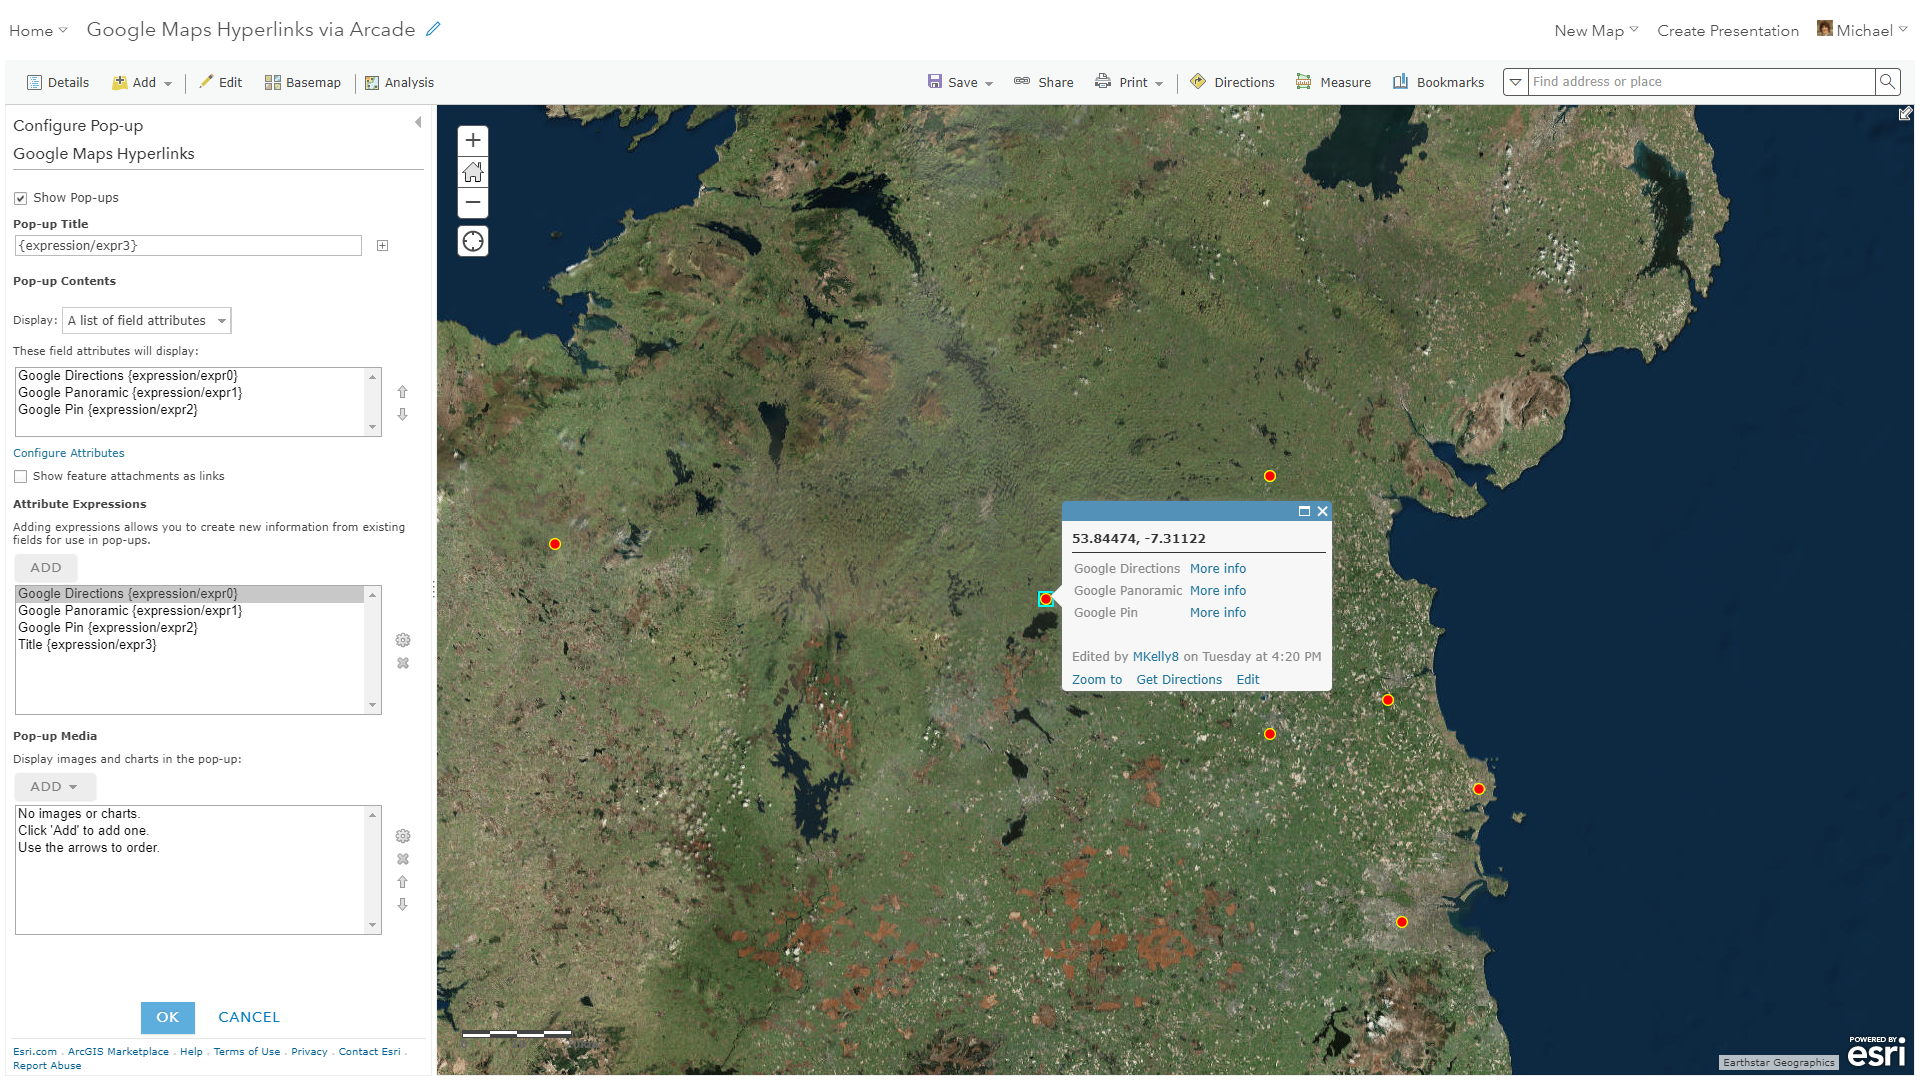 Home
Google Maps Hyperlinks via Arcade
New Map
Create Presentation
Michael
Details
Add
Edit
Basemap
Analysis
Save
Share
Print
Directions
Measure
Bookmarks
Find address or place
Configure Pop-up
Google Maps Hyperlinks
Show Pop-ups
Pop-up Title
{expression/expr3}
Pop-up Contents
Display: A list of field attributes
These field attributes will display:
Google Directions {expression/expr0}
Google Panoramic {expression/expr1}
Google Pin {expression/expr2}
Configure Attributes
Show feature attachments as links
Attribute Expressions
Adding expressions allows you to create new information from existing
fields for use in pop-ups.
ADD
Google Directions {expression/expr0}
Google Panoramic {expression/expr1}
Google Pin {expression/expr2}
Title {expression/expr3}
Pop-up Media
Display images and charts in the pop-up:
ADD
No images or charts.
Click 'Add' to add one.
Use the arrows to order.
OK
CANCEL
Esri.com . ArcGIS Marketplace . Help . Terms of Use . Privacy . Contact Esri .
Report Abuse
53.84474, -7.31122
Google Directions More info
Google Panoramic More info
Google Pin More info
Edited by MKelly8 on Tuesday at 4:20 PM
Zoom to Get Directions Edit
Earthstar Geographics
POWERED BY
esri